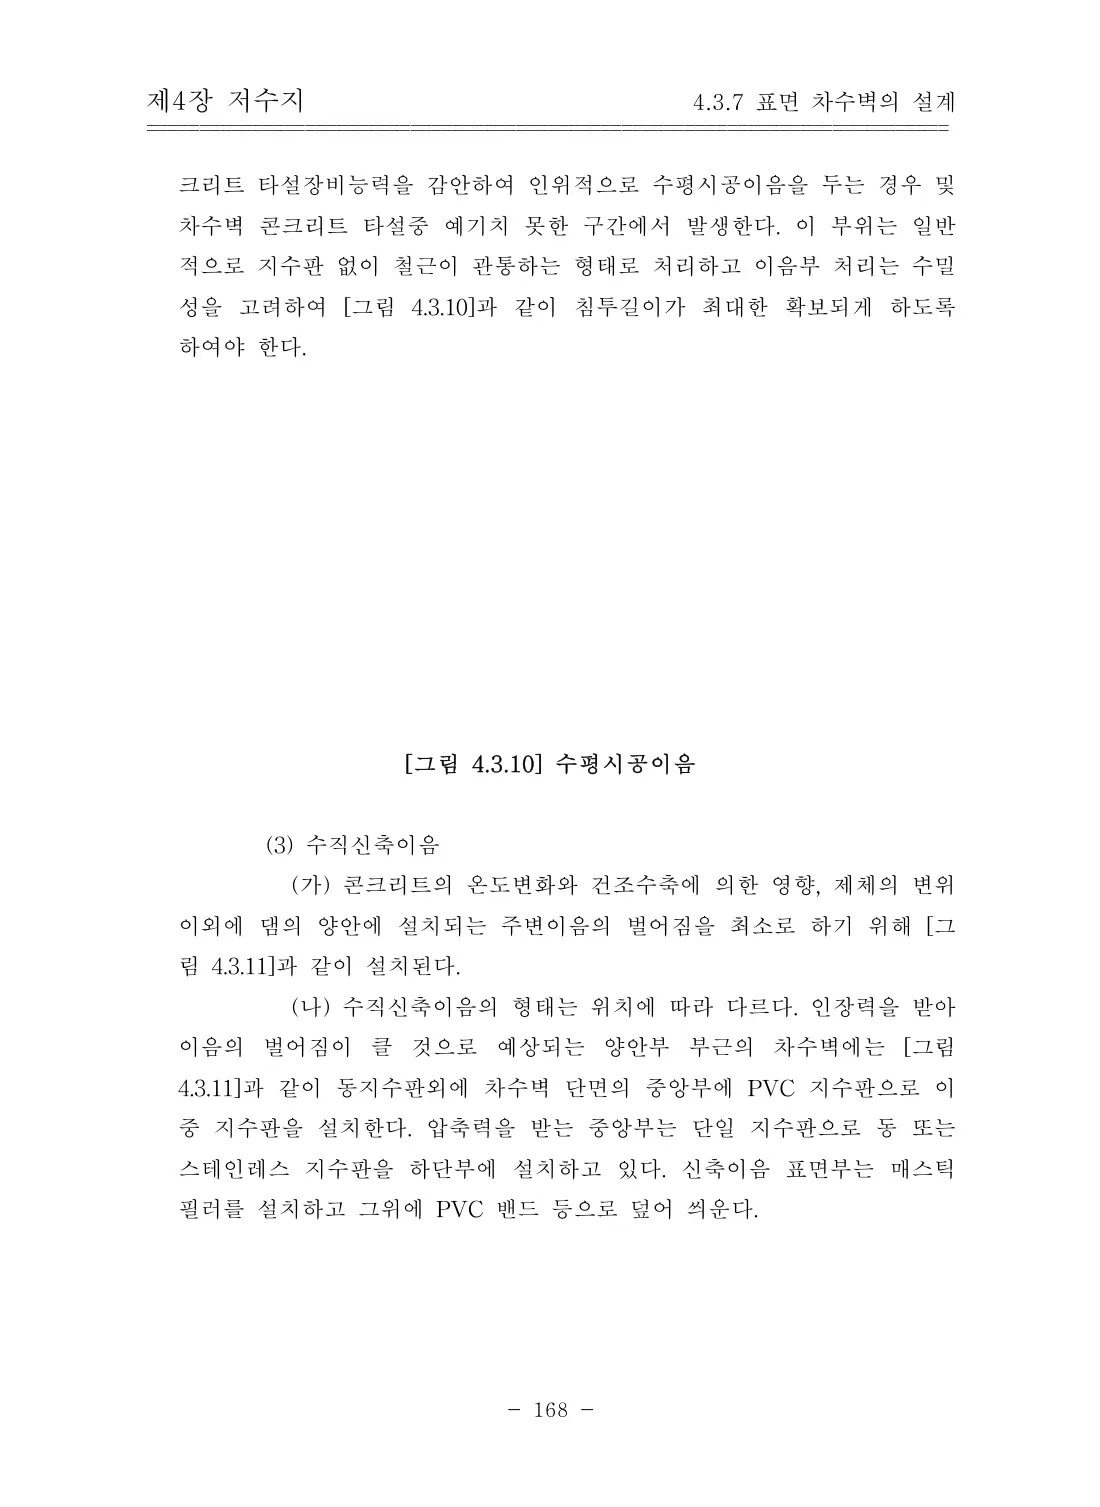 제4장 저수지
4.3.7 표면 차수벽의 설계
크리트 타설장비능력을 감안하여 인위적으로 수평시공이음을 두는 경우 및
차수벽 콘크리트 타설중 예기치 못한 구간에서 발생한다. 이 부위는 일반
적으로 지수판 없이 철근이 관통하는 형태로 처리하고 이음부 처리는 수밀
성을 고려하여 [그림 4.3.10]과 같이 침투길이가 최대한 확보되게 하도록
하여야 한다.
[그림 4.3.10] 수평시공이음
(3) 수직신축이음
(가) 콘크리트의 온도변화와 건조수축에 의한 영향, 제체의 변위
이외에 댐의 양안에 설치되는 주변이음의 벌어짐을 최소로 하기 위해 [그
림 4.3.11]과 같이 설치된다.
(나) 수직신축이음의 형태는 위치에 따라 다르다. 인장력을 받아
이음의 벌어짐이 클 것으로 예상되는 양안부 부근의 차수벽에는 [그림
4.3.11]과 같이 동지수판외에 차수벽 단면의 중앙부에 PVC 지수판으로 이
중 지수판을 설치한다. 압축력을 받는 중앙부는 단일 지수판으로 동 또는
스테인레스 지수판을 하단부에 설치하고 있다. 신축이음 표면부는 매스틱
필러를 설치하고 그위에 PVC 밴드 등으로 덮어 씌운다.
- 168 -